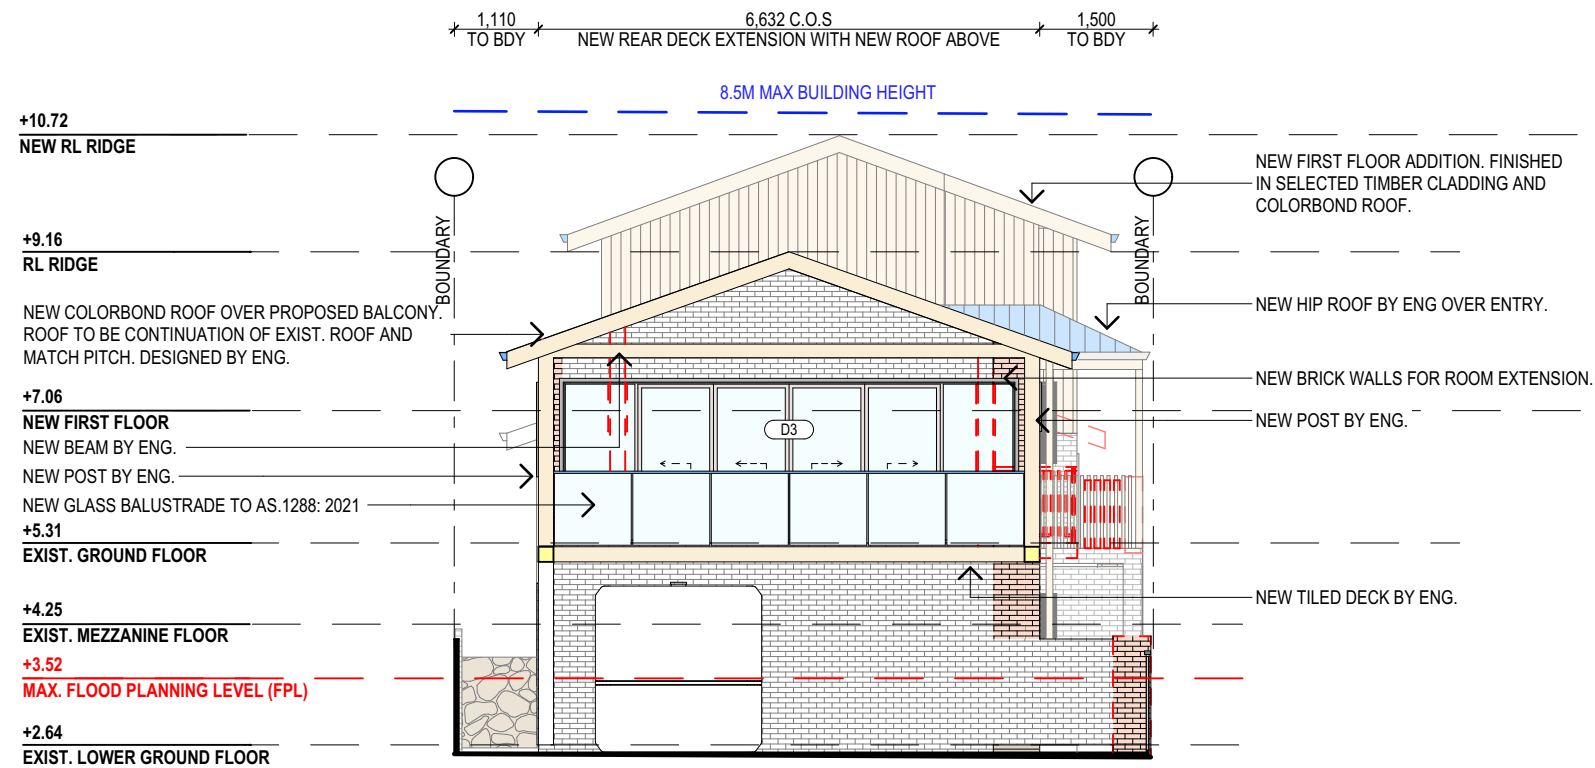 1,110
TO BDY
6,632 C.O.S
NEW REAR DECK EXTENSION WITH NEW ROOF ABOVE
1,500
TO BDY
8.5M MAX BUILDING HEIGHT
+10.72
NEW RL RIDGE
NEW FIRST FLOOR ADDITION. FINISHED
IN SELECTED TIMBER CLADDING AND
COLORBOND ROOF.
BOUNDARY
BOUNDARY
+9.16
RL RIDGE
NEW COLORBOND ROOF OVER PROPOSED BALCONY.
ROOF TO BE CONTINUATION OF EXIST. ROOF AND
MATCH PITCH. DESIGNED BY ENG.
NEW HIP ROOF BY ENG OVER ENTRY.
NEW BRICK WALLS FOR ROOM EXTENSION.
+7.06
NEW FIRST FLOOR
NEW POST BY ENG.
D3
NEW BEAM BY ENG.
NEW POST BY ENG.
NEW GLASS BALUSTRADE TO AS.1288: 2021
+5.31
EXIST. GROUND FLOOR
NEW TILED DECK BY ENG.
+4.25
EXIST. MEZZANINE FLOOR
+3.52
MAX. FLOOD PLANNING LEVEL (FPL)
+2.64
EXIST. LOWER GROUND FLOOR